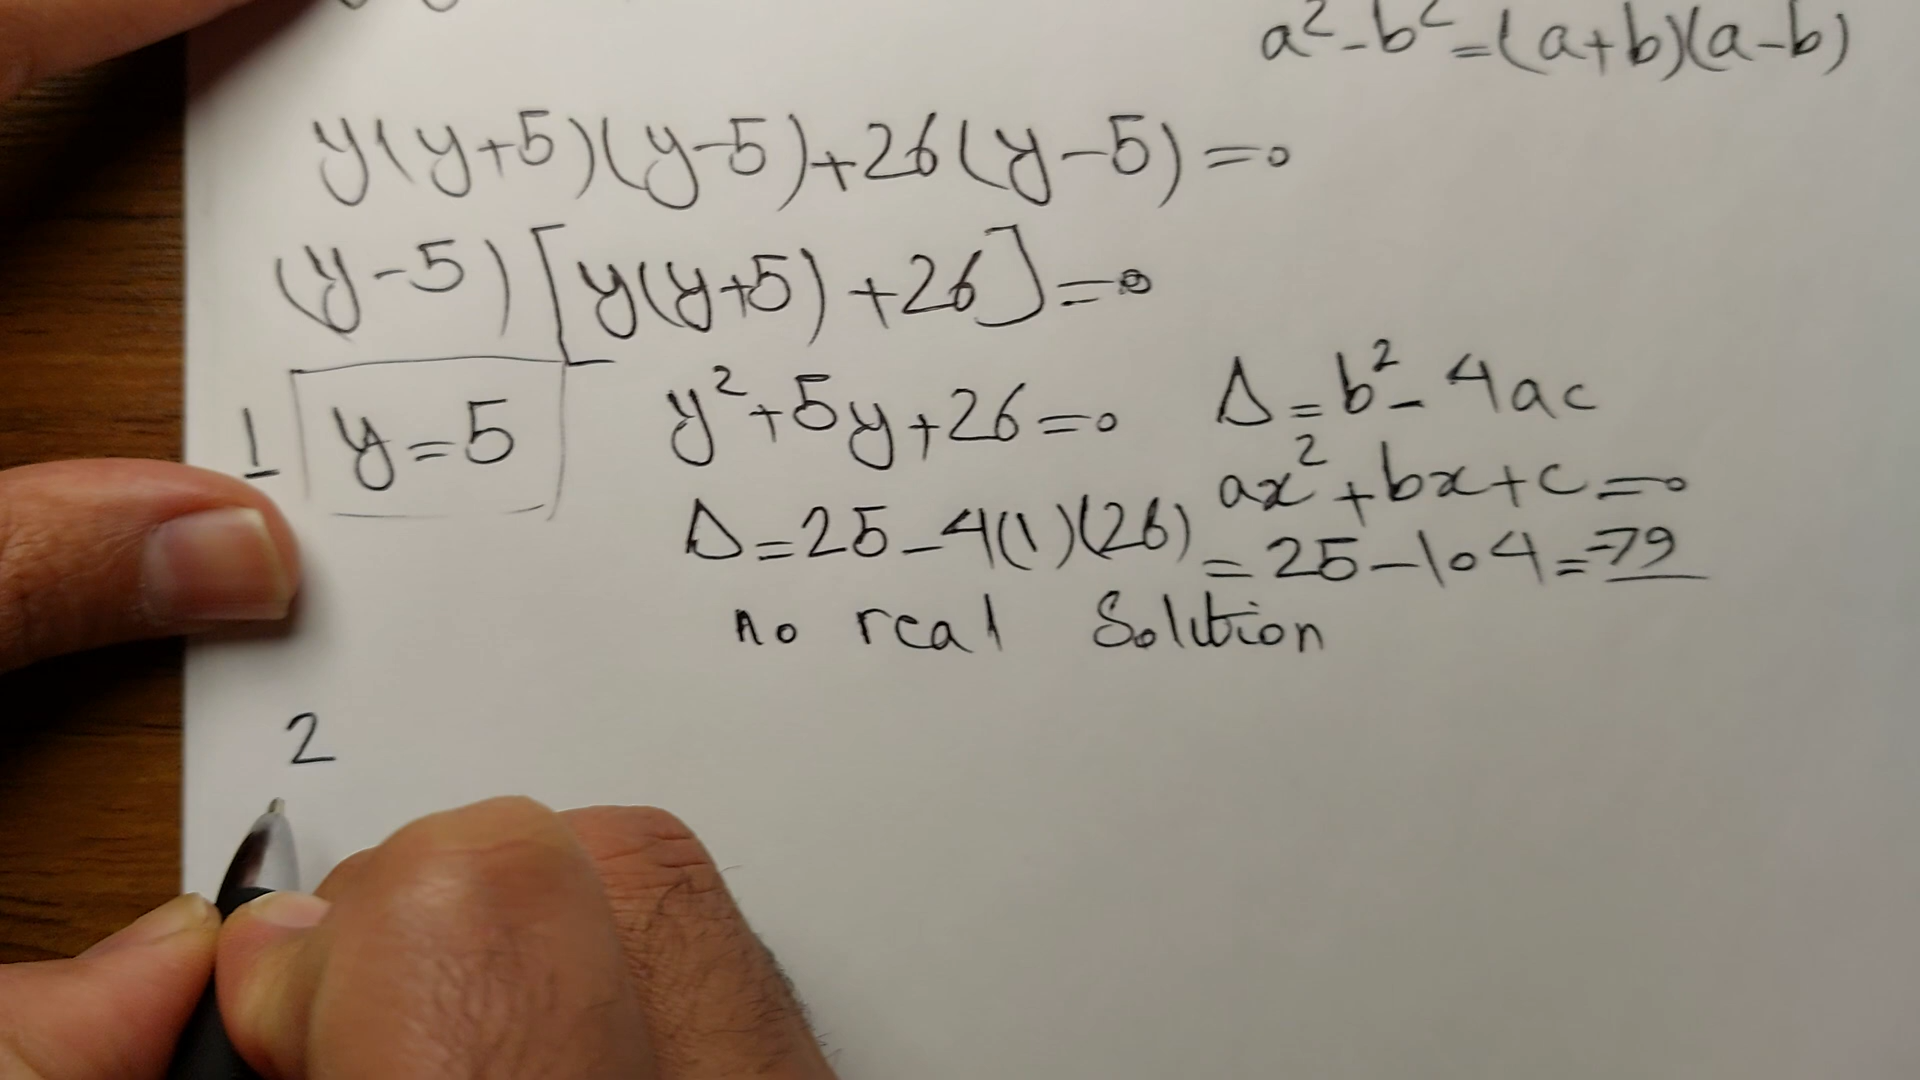 a²-b²=(a+b)(a-b)
y(y+5)(y-5)+26(y-5)=0
(y-5)[y(y+5)+26]=0
1 y=5
y²+5y+26=0
Δ=b²-4ac
ax²+bx+c=0
Δ=25-4(1)(26)=25-104=-79
no real Solution
2